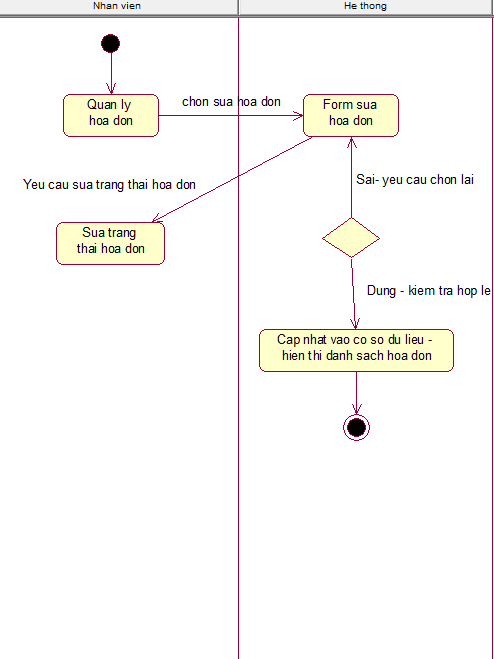 Nhan vien
He thong
Quan ly
hoa don
chon sua hoa don
Form sua
hoa don
Yeu cau sua trang thai hoa don
Sai- yeu cau chon lai
Sua trang
thai hoa don
Dung - kiem tra hop le
Cap nhat vao co so du lieu -
hien thi danh sach hoa don